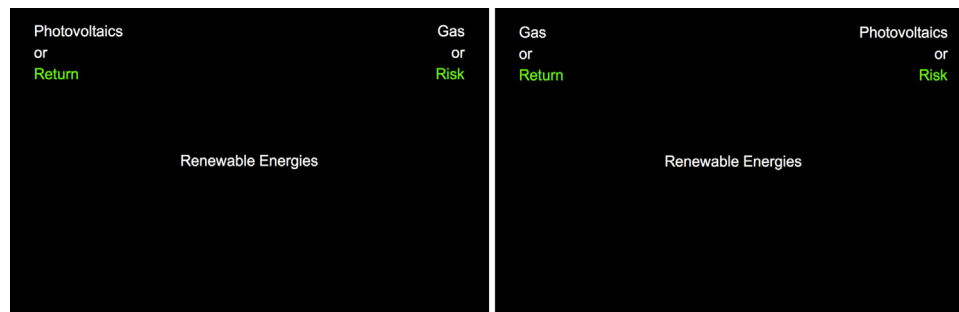 Photovoltaics
or
Return
Gas
or
Risk
Renewable Energies
Gas
or
Return
Photovoltaics
or
Risk
Renewable Energies